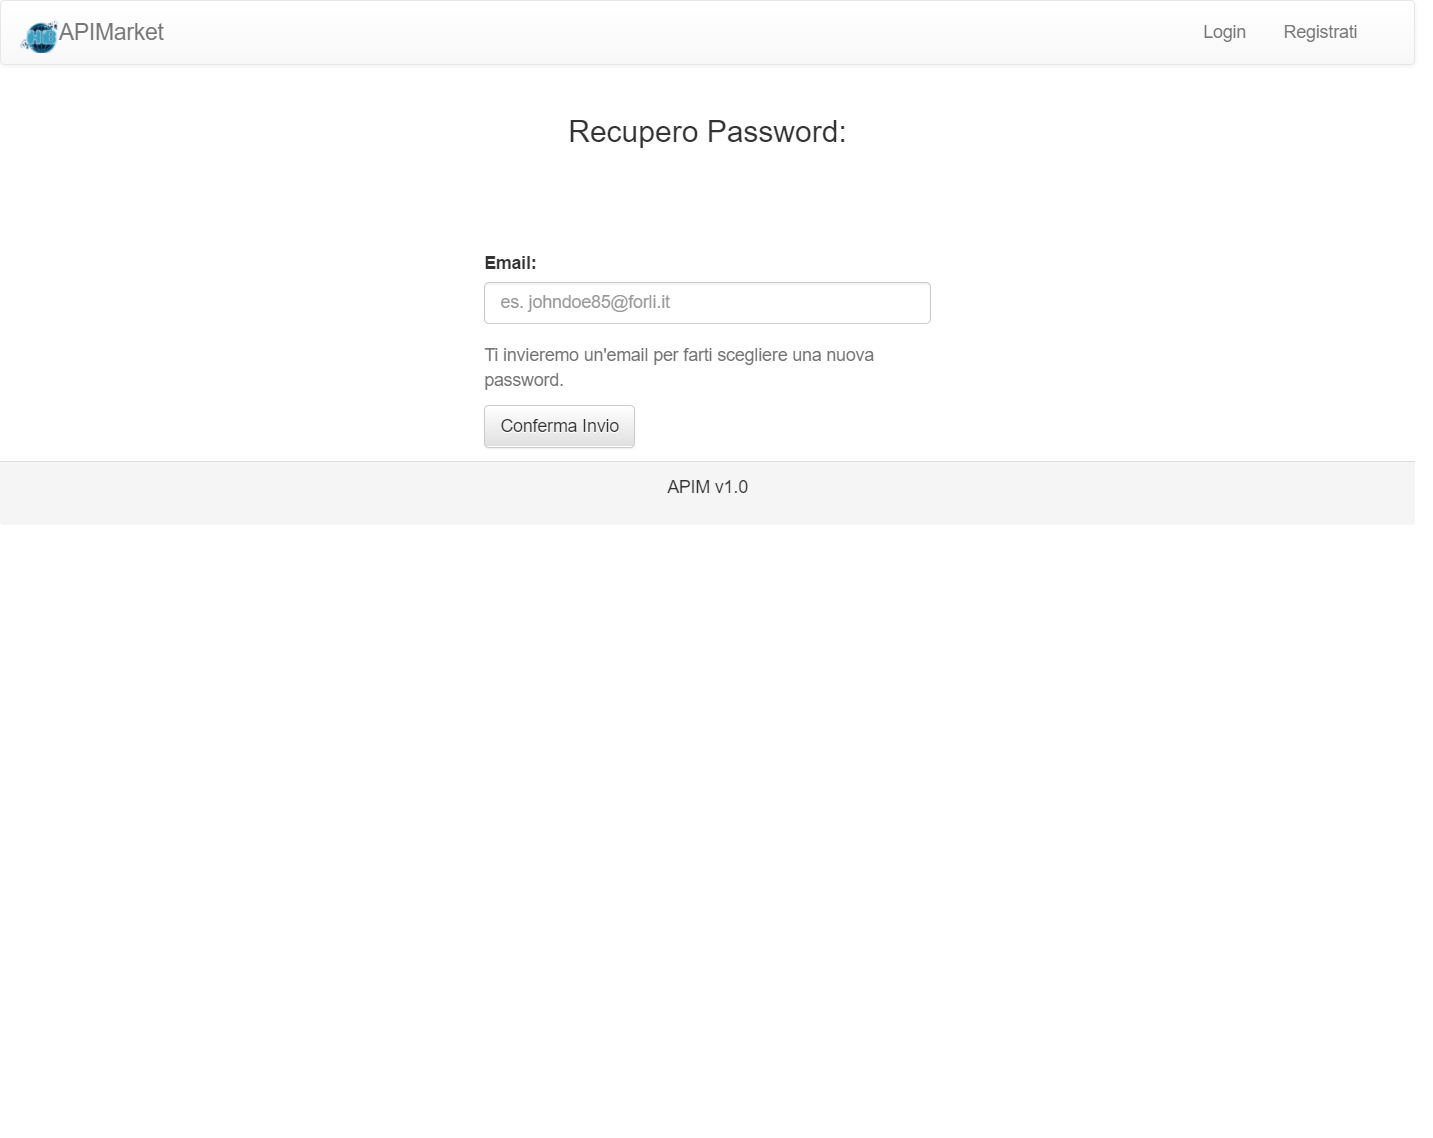 HB APIMarket
Login
Registrati
Recupero Password:
Email:
es. johndoe85@forli.it
Ti invieremo un'email per farti scegliere una nuova
password.
Conferma Invio
APIM v1.0